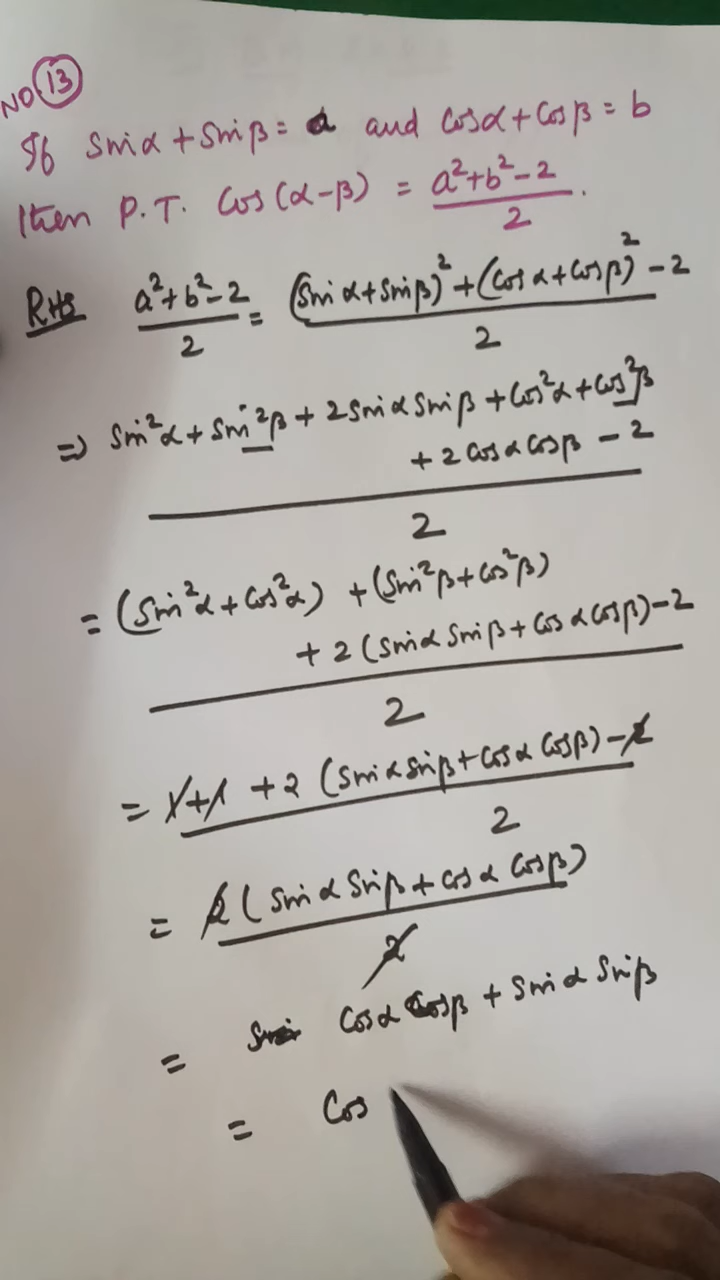 NO 13
If Sinα + Sinβ = a and Cosα + Cosβ = b
then P.T. Cos(α-β) = (a²+b²-2)/2.
RHS (a²+b²-2)/2 = ((Sinα+Sinβ)² + (Cosα+Cosβ)² - 2)/2
=> Sin²α + Sin²β + 2Sinα Sinβ + Cos²α + Cos²β
+ 2 Cosα Cosβ - 2
2
= (Sin²α + Cos²α) + (Sin²β + Cos²β)
+ 2 (Sinα Sinβ + Cosα Cosβ) - 2
2
= 1+1 + 2 (Sinα Sinβ + Cosα Cosβ) - 2
2
= 2 (Sinα Sinβ + Cosα Cosβ)
2
= Cosα Cosβ + Sinα Sinβ
= Cos